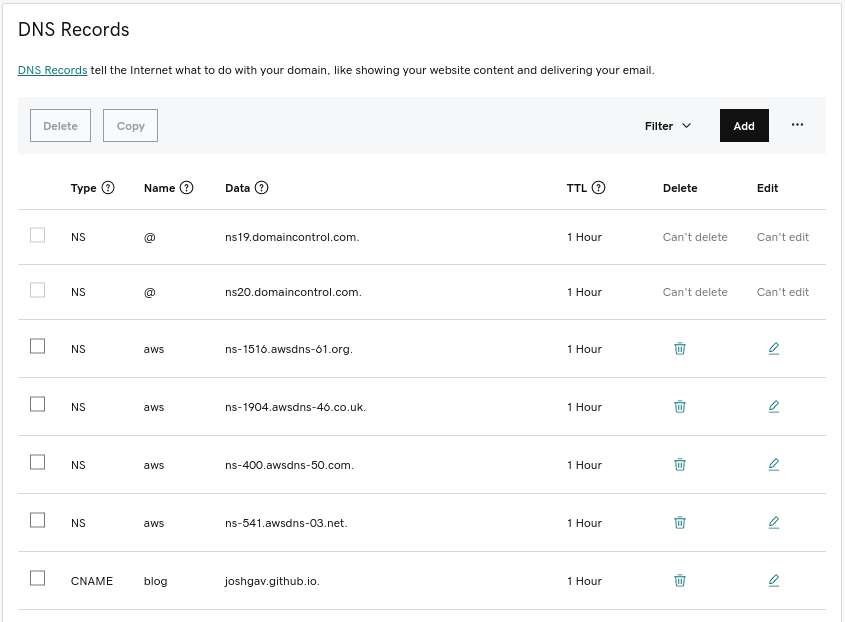 DNS Records
DNS Records tell the Internet what to do with your domain, like showing your website content and delivering your email.
Delete Copy Filter Add ...
Type ? Name ? Data ? TTL ? Delete Edit
NS @ ns19.domaincontrol.com. 1 Hour Can't delete Can't edit
NS @ ns20.domaincontrol.com. 1 Hour Can't delete Can't edit
NS aws ns-1516.awsdns-61.org. 1 Hour
NS aws ns-1904.awsdns-46.co.uk. 1 Hour
NS aws ns-400.awsdns-50.com. 1 Hour
NS aws ns-541.awsdns-03.net. 1 Hour
CNAME blog joshgav.github.io. 1 Hour